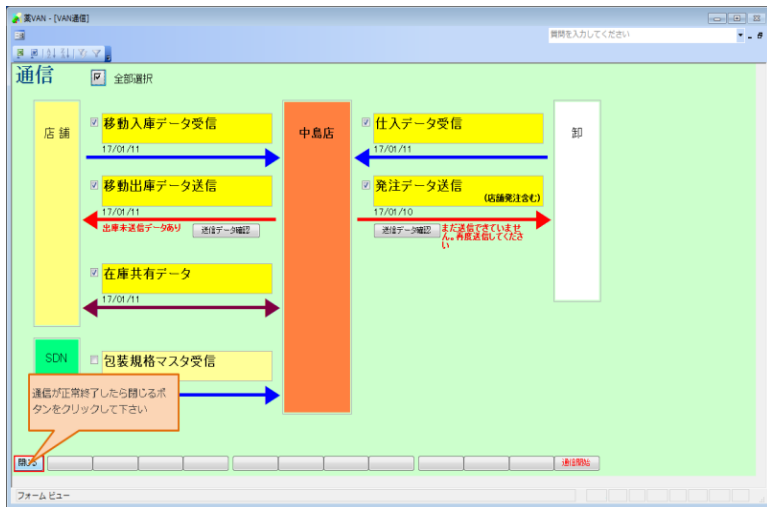 薬VAN - [VAN通信]
質問を入力してください
通信
全部選択
店 舗
移動入庫データ受信
17/01/11
中島店
仕入データ受信
17/01/11
卸
移動出庫データ送信
17/01/11
出庫未送信データあり
送信データ確認
発注データ送信
(店舗発注含む)
17/01/10
送信データ確認
まだ送信できていませ
ん。再度送信してくださ
い
在庫共有データ
17/01/11
SDN
包装規格マスタ受信
通信が正常終了したら閉じるボ
タンをクリックして下さい
閉じる
通信開始
フォーム ビュー